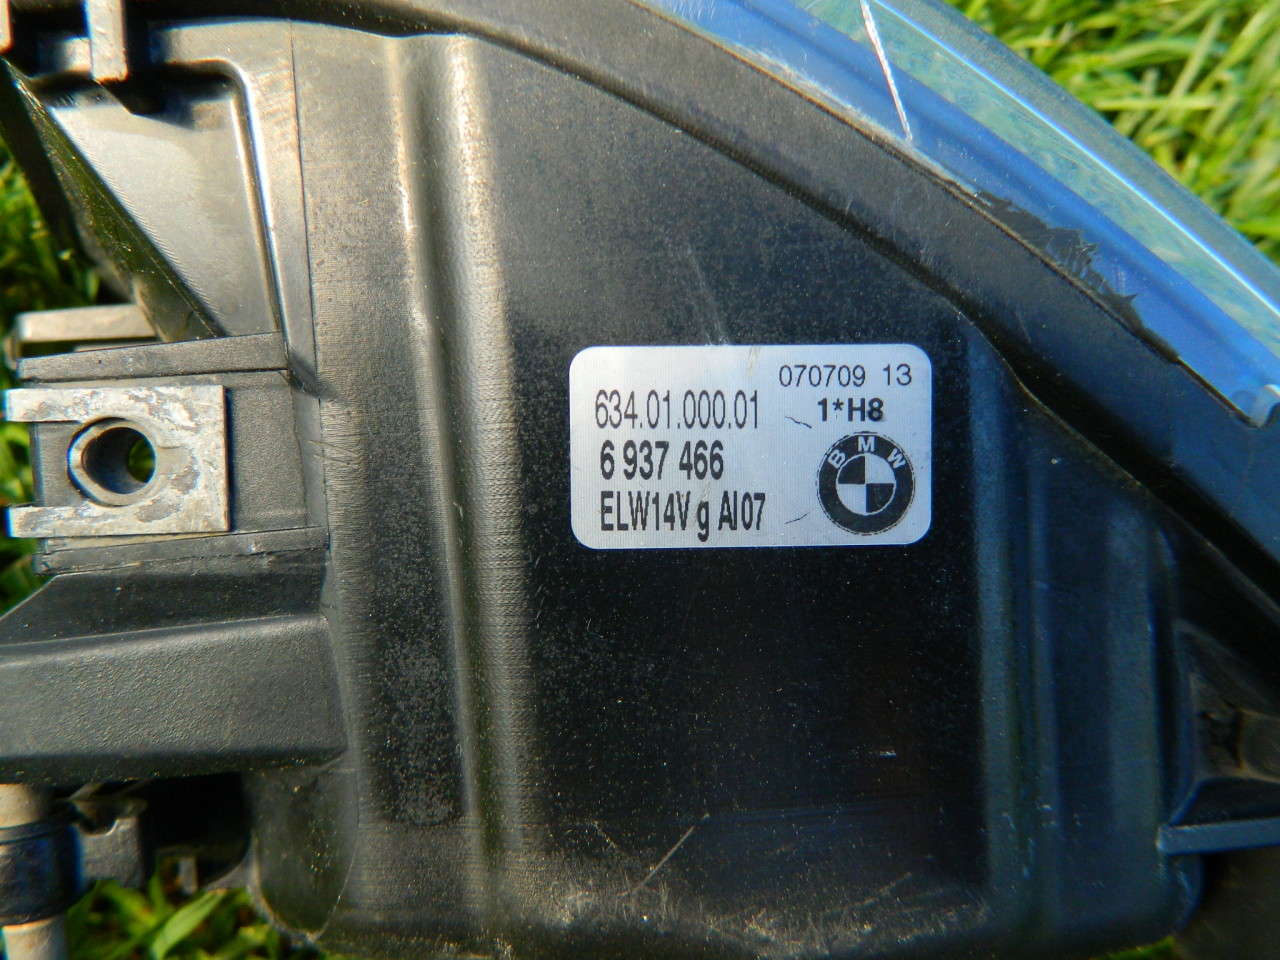 070709 13
634.01.000.01
1*H8
6 937 466
BMW
ELW14V g AI07